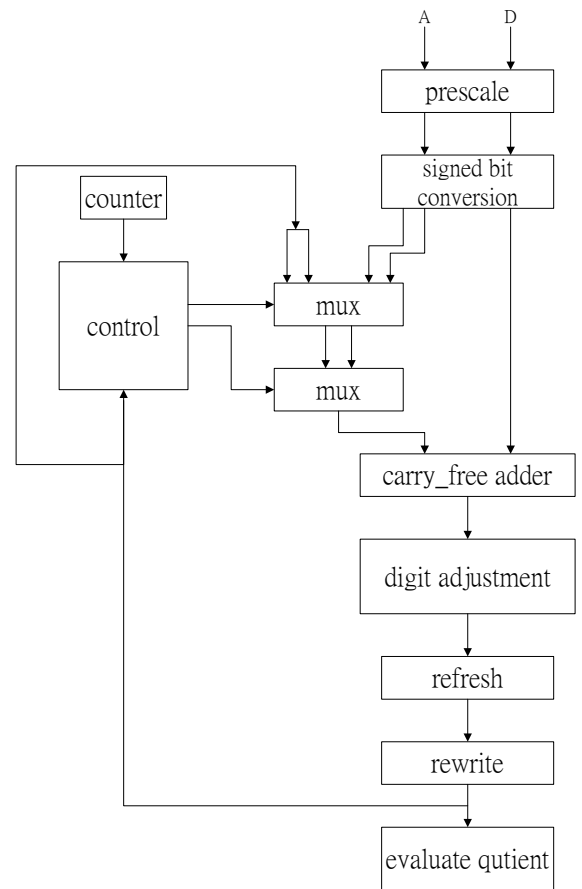 A D
prescale
signed bit
conversion
counter
control
mux
mux
carry_free adder
digit adjustment
refresh
rewrite
evaluate qutient